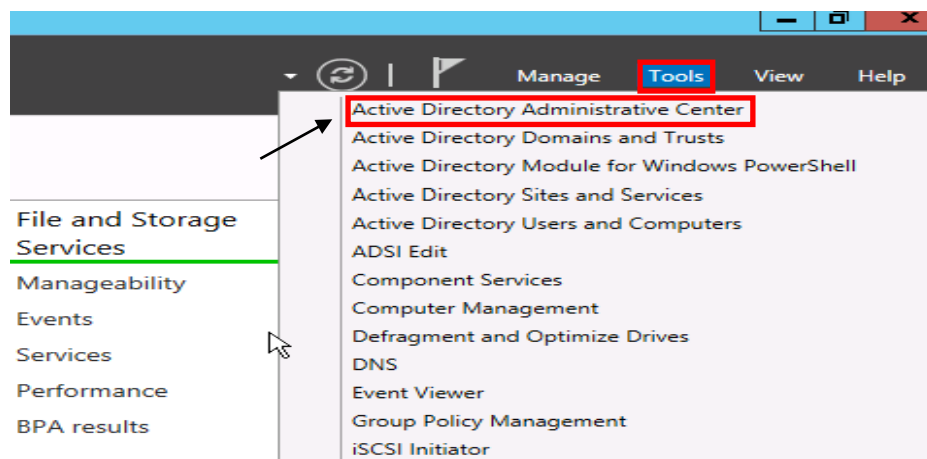 Manage Tools View Help
Active Directory Administrative Center
Active Directory Domains and Trusts
Active Directory Module for Windows PowerShell
Active Directory Sites and Services
Active Directory Users and Computers
ADSI Edit
Component Services
Computer Management
Defragment and Optimize Drives
DNS
Event Viewer
Group Policy Management
iSCSI Initiator
File and Storage
Services
Manageability
Events
Services
Performance
BPA results